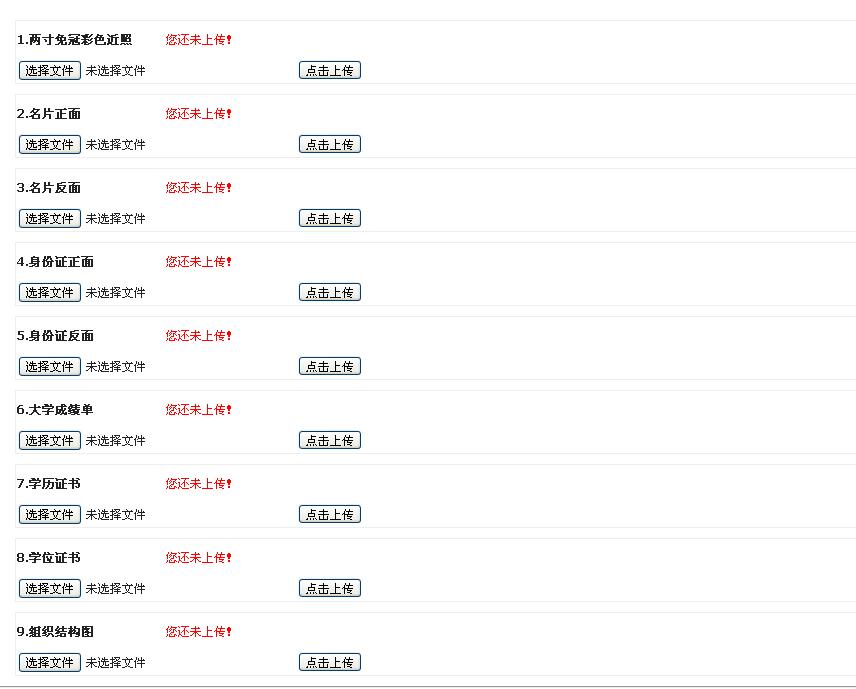 1.两寸免冠彩色近照 您还未上传!
选择文件 未选择文件 点击上传
2.名片正面 您还未上传!
选择文件 未选择文件 点击上传
3.名片反面 您还未上传!
选择文件 未选择文件 点击上传
4.身份证正面 您还未上传!
选择文件 未选择文件 点击上传
5.身份证反面 您还未上传!
选择文件 未选择文件 点击上传
6.大学成绩单 您还未上传!
选择文件 未选择文件 点击上传
7.学历证书 您还未上传!
选择文件 未选择文件 点击上传
8.学位证书 您还未上传!
选择文件 未选择文件 点击上传
9.组织结构图 您还未上传!
选择文件 未选择文件 点击上传